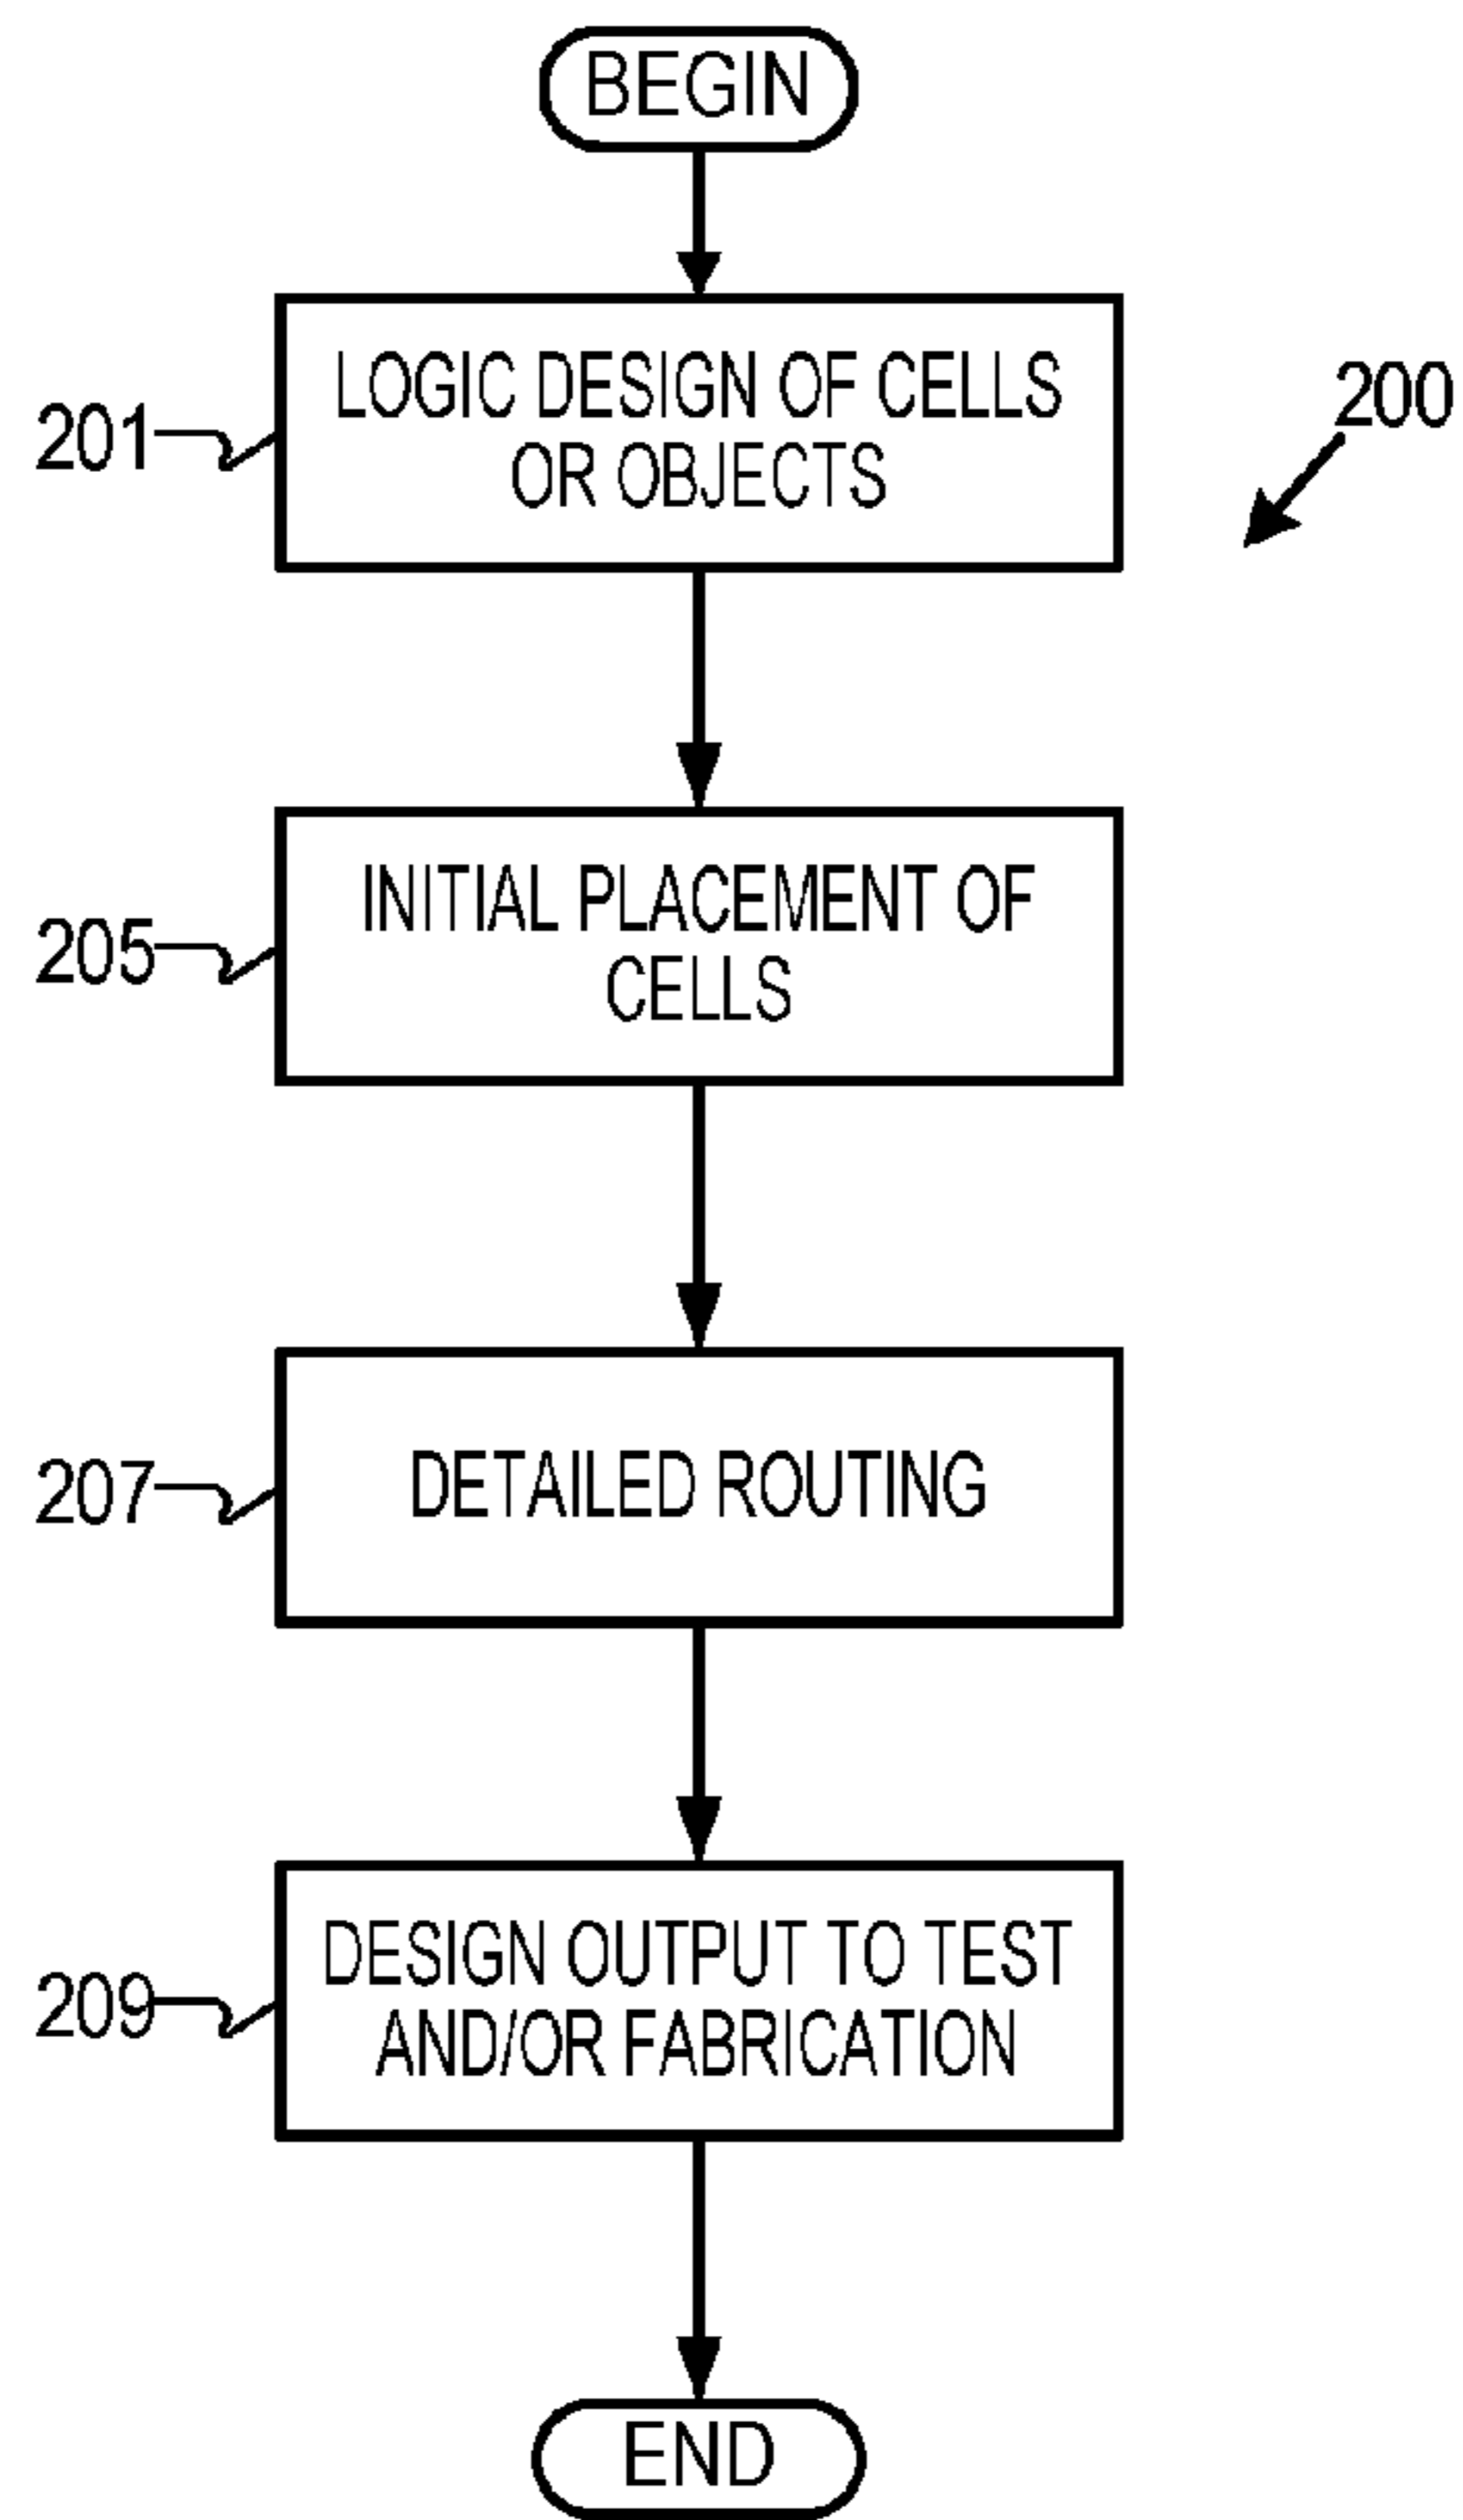 BEGIN
LOGIC DESIGN OF CELLS
OR OBJECTS
201
200
INITIAL PLACEMENT OF
CELLS
205
DETAILED ROUTING
207
DESIGN OUTPUT TO TEST
AND/OR FABRICATION
209
END